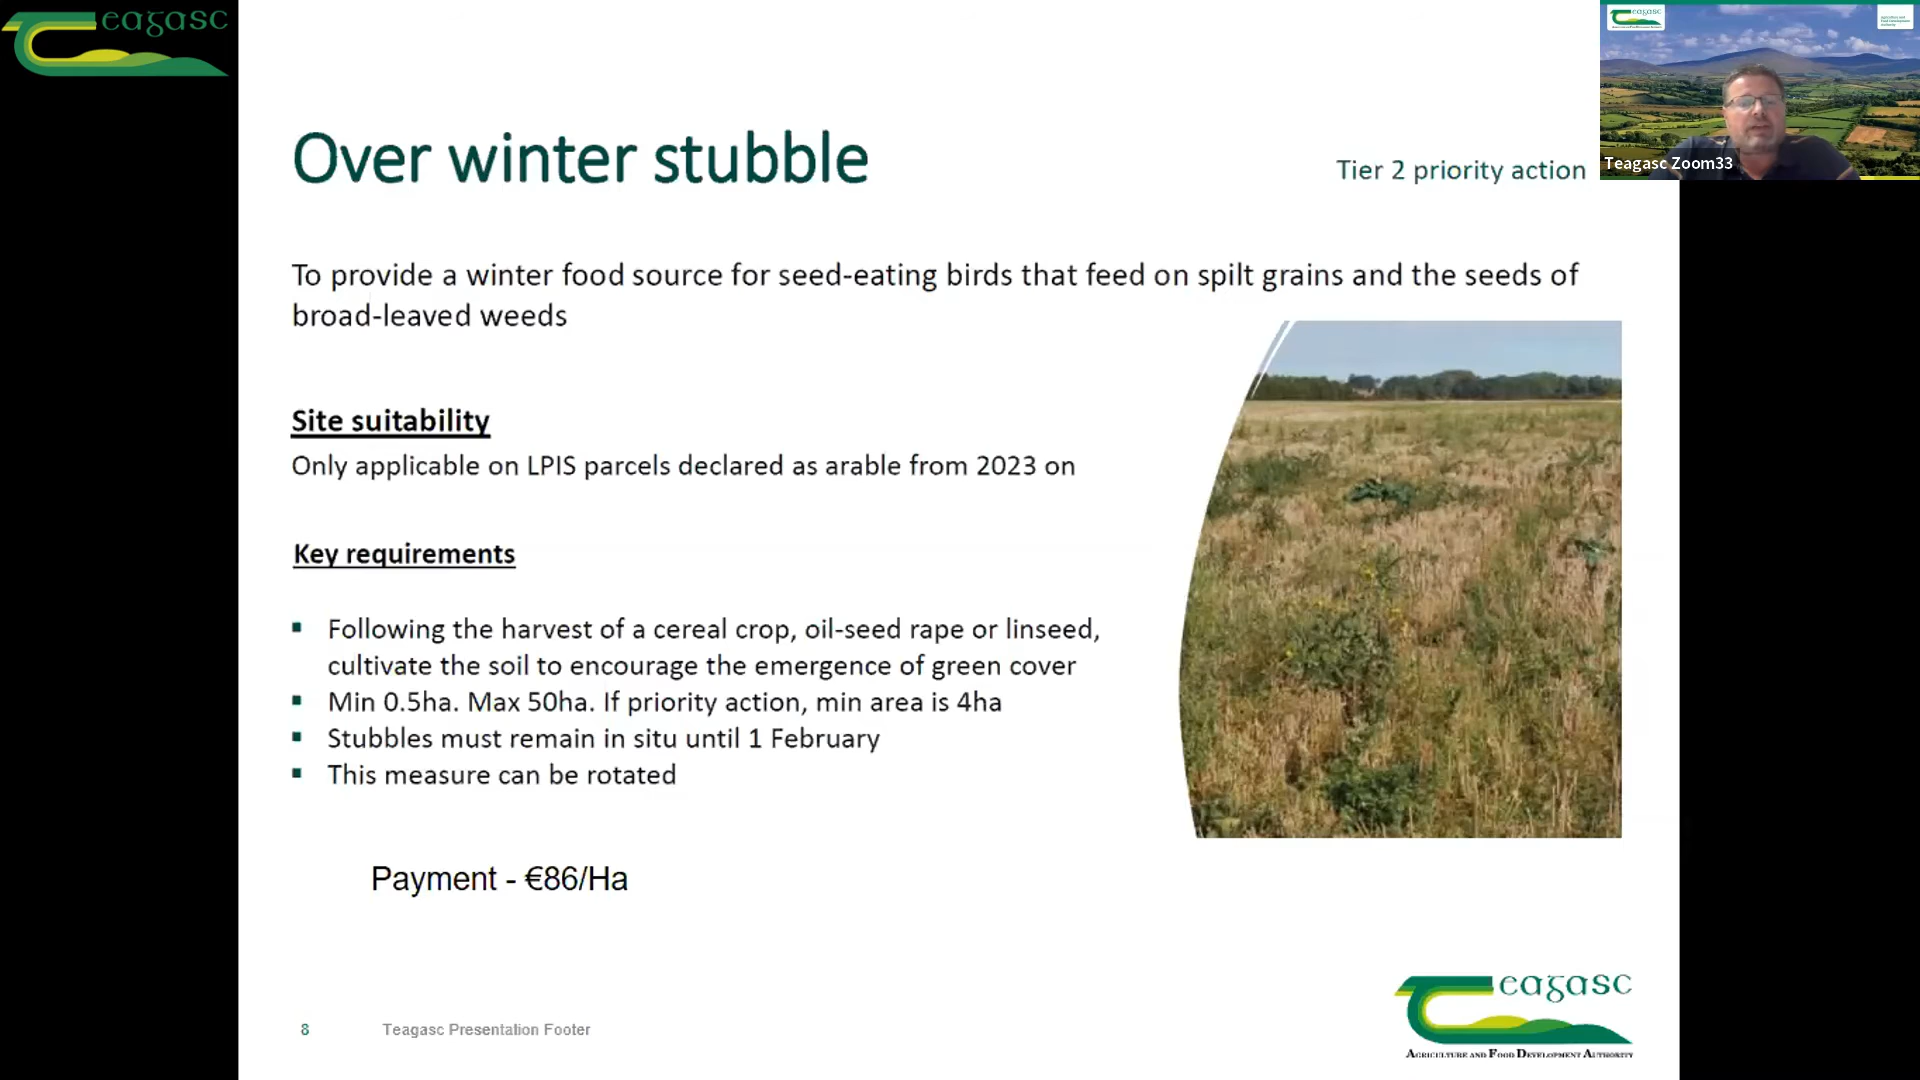 eagasc
Over winter stubble
Tier 2 priority action
Teagasc Zoom33
To provide a winter food source for seed-eating birds that feed on spilt grains and the seeds of
broad-leaved weeds
Site suitability
Only applicable on LPIS parcels declared as arable from 2023 on
Key requirements
Following the harvest of a cereal crop, oil-seed rape or linseed,
cultivate the soil to encourage the emergence of green cover
Min 0.5ha. Max 50ha. If priority action, min area is 4ha
Stubbles must remain in situ until 1 February
This measure can be rotated
Payment - €86/Ha
eagasc
AGRICULTURE AND FOOD DEVELOPMENT AUTHORITY
8
Teagasc Presentation Footer